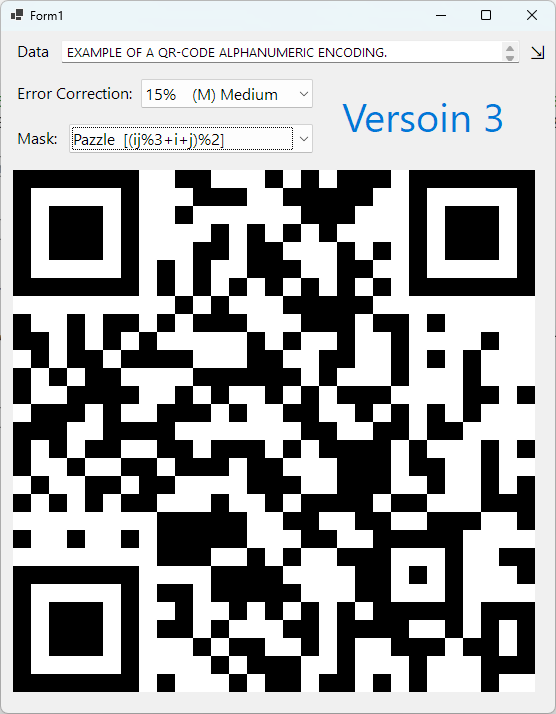 Form1
Data EXAMPLE OF A QR-CODE ALPHANUMERIC ENCODING.
Error Correction: 15% (M) Medium
Versoin 3
Mask: Pazzle [(ij%3+i+j)%2]